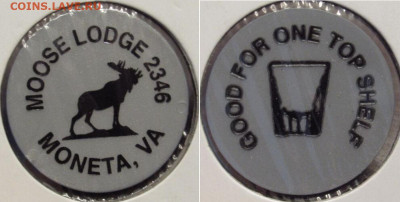 COINS.LAVE.RU
MOOSE LODGE 2346
MONETA, VA
GOOD FOR ONE TOP SHELF